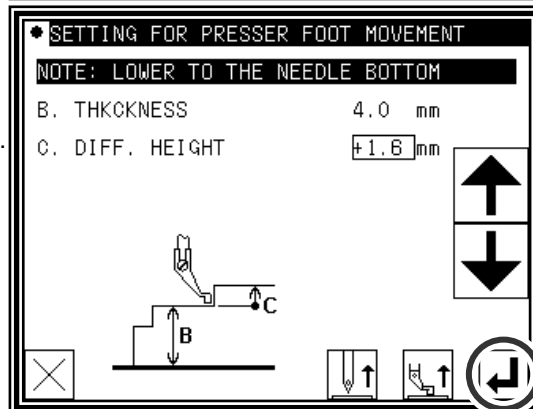 SETTING FOR PRESSER FOOT MOVEMENT
NOTE: LOWER TO THE NEEDLE BOTTOM
B. THKCKNESS 4.0 mm
C. DIFF. HEIGHT +1.6 mm
C
B